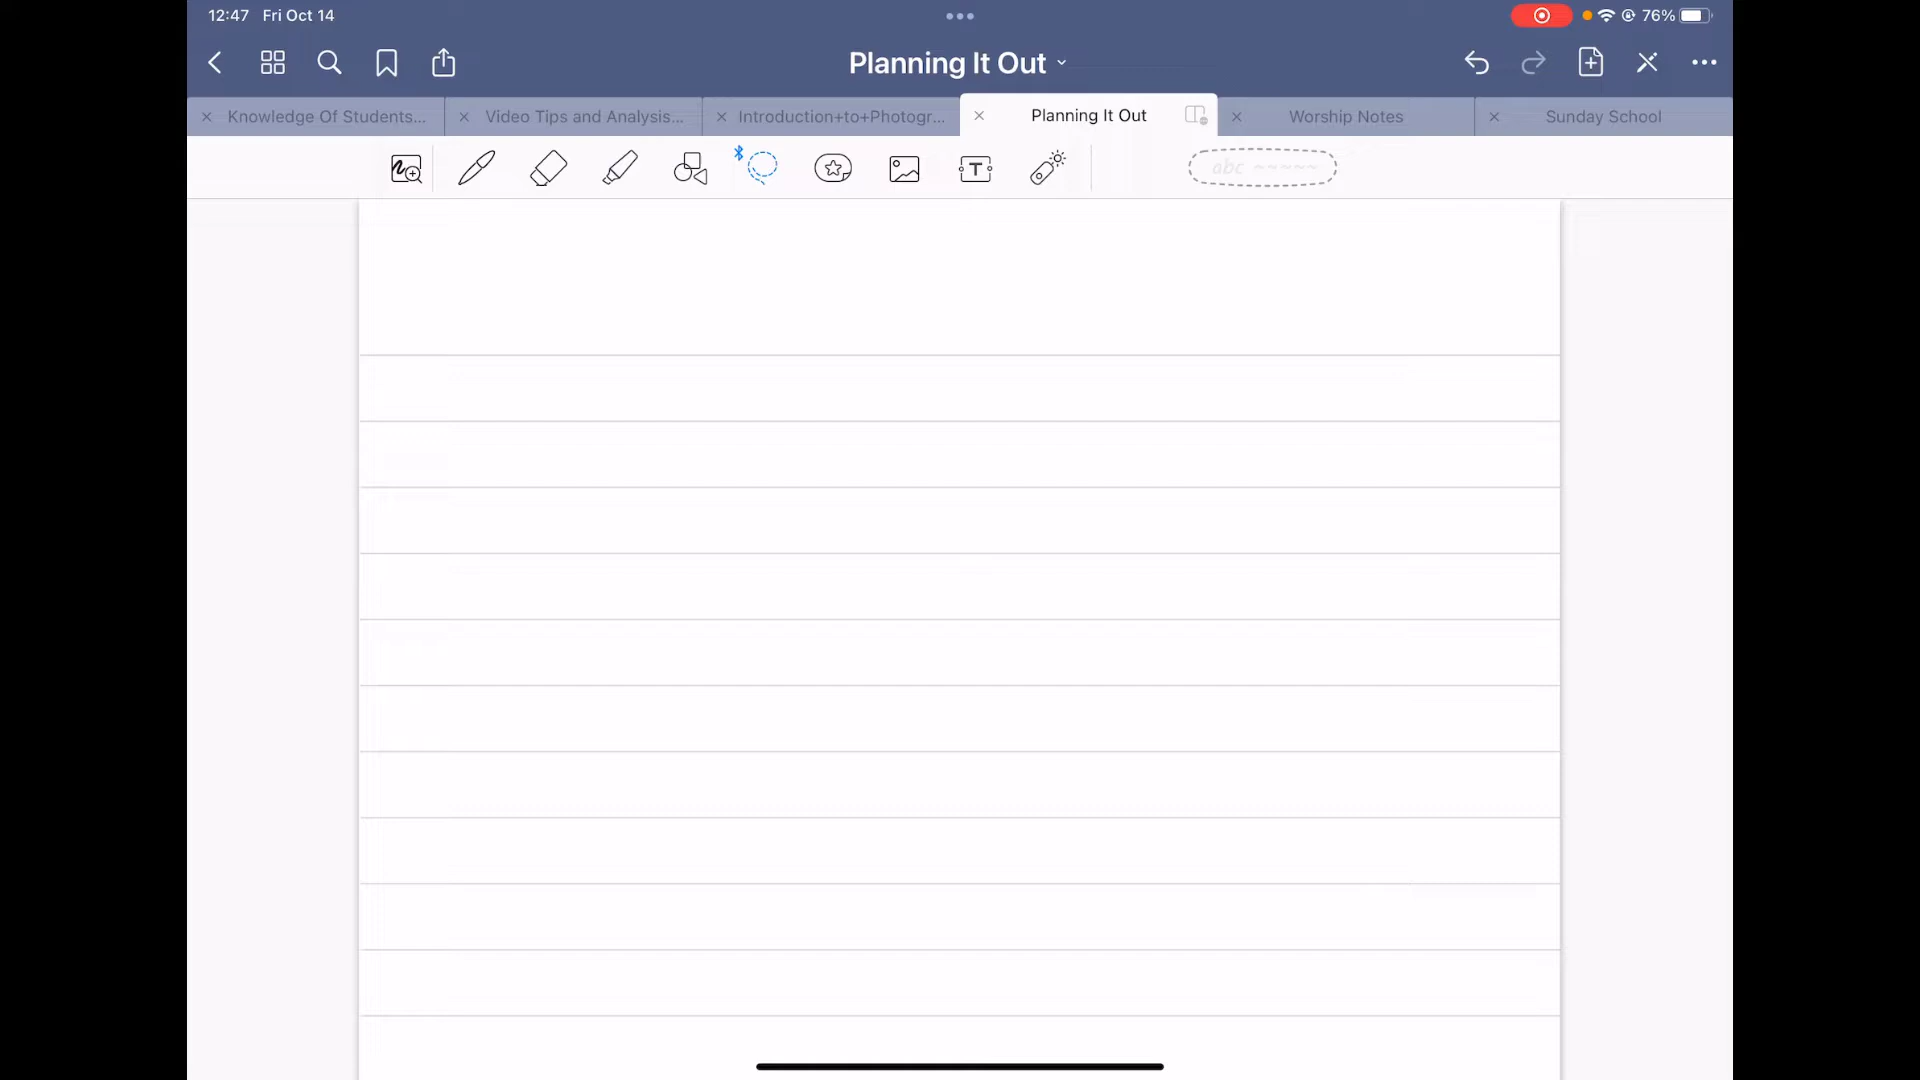 12:47 Fri Oct 14 76%
Planning It Out
Knowledge Of Students... Video Tips and Analysis... Introduction+to+Photogr... Planning It Out Worship Notes Sunday School
T abc